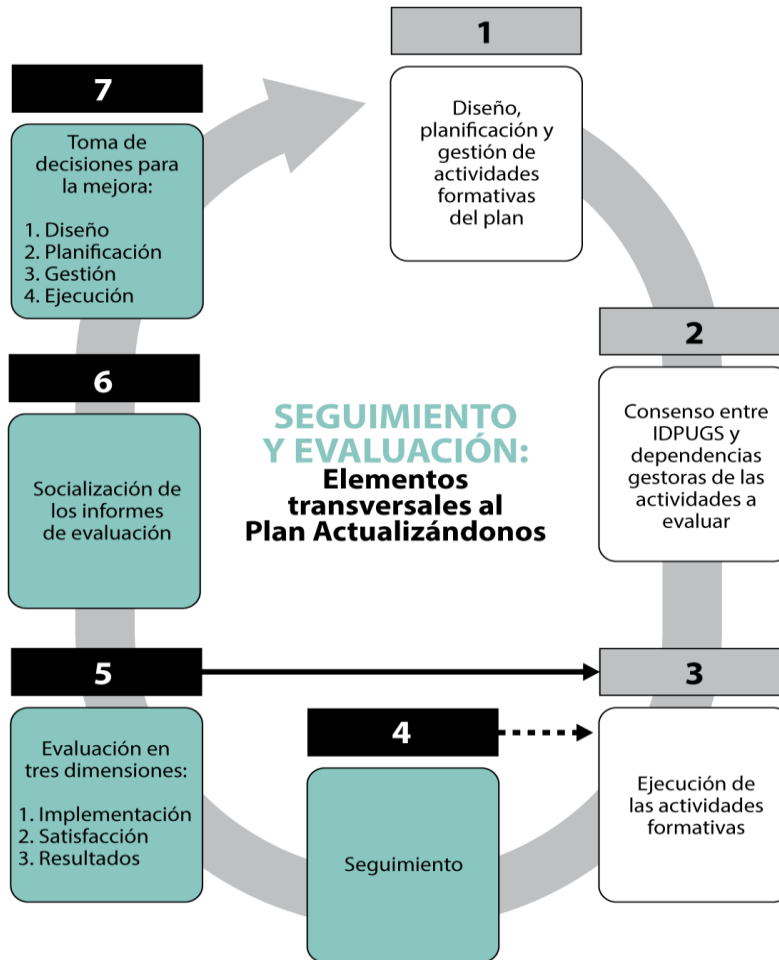 1
Diseño,
planificación y
gestión de
actividades
formativas
del plan
2
Consenso entre
IDPUGS y
dependencias
gestoras de las
actividades a
evaluar
3
Ejecución de
las actividades
formativas
4
Seguimiento
5
Evaluación en
tres dimensiones:
1. Implementación
2. Satisfacción
3. Resultados
6
Socialización de
los informes
de evaluación
7
Toma de
decisiones para
la mejora:
1. Diseño
2. Planificación
3. Gestión
4. Ejecución
SEGUIMIENTO
Y EVALUACIÓN:
Elementos
transversales al
Plan Actualizándonos